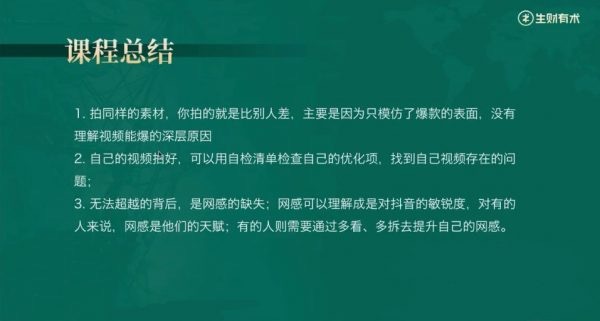 生财有术
课程总结
1. 拍同样的素材，你拍的就是比别人差，主要是因为只模仿了爆款的表面，没有
理解视频能爆的深层原因
2. 自己的视频拍好，可以用自检清单检查自己的优化项，找到自己视频存在的问
题；
3. 无法超越的背后，是网感的缺失；网感可以理解成是对抖音的敏锐度，对有的
人来说，网感是他们的天赋；有的人则需要通过多看、多拆去提升自己的网感。